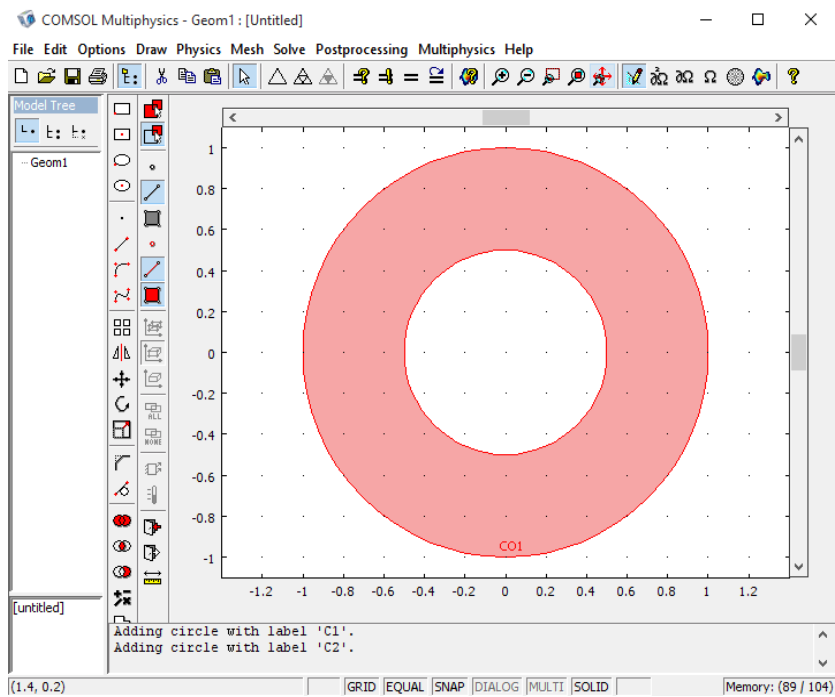 COMSOL Multiphysics - Geom1 : [Untitled]
File Edit Options Draw Physics Mesh Solve Postprocessing Multiphysics Help
Model Tree
Geom1
1
0.8
0.6
0.4
0.2
0
-0.2
-0.4
-0.6
-0.8
-1
CO1
-1.2 -1 -0.8 -0.6 -0.4 -0.2 0 0.2 0.4 0.6 0.8 1 1.2
ALL
NONE
[untitled]
Adding circle with label 'C1'.
Adding circle with label 'C2'.
(1.4, 0.2) GRID EQUAL SNAP DIALOG MULTI SOLID Memory: (89 / 104)